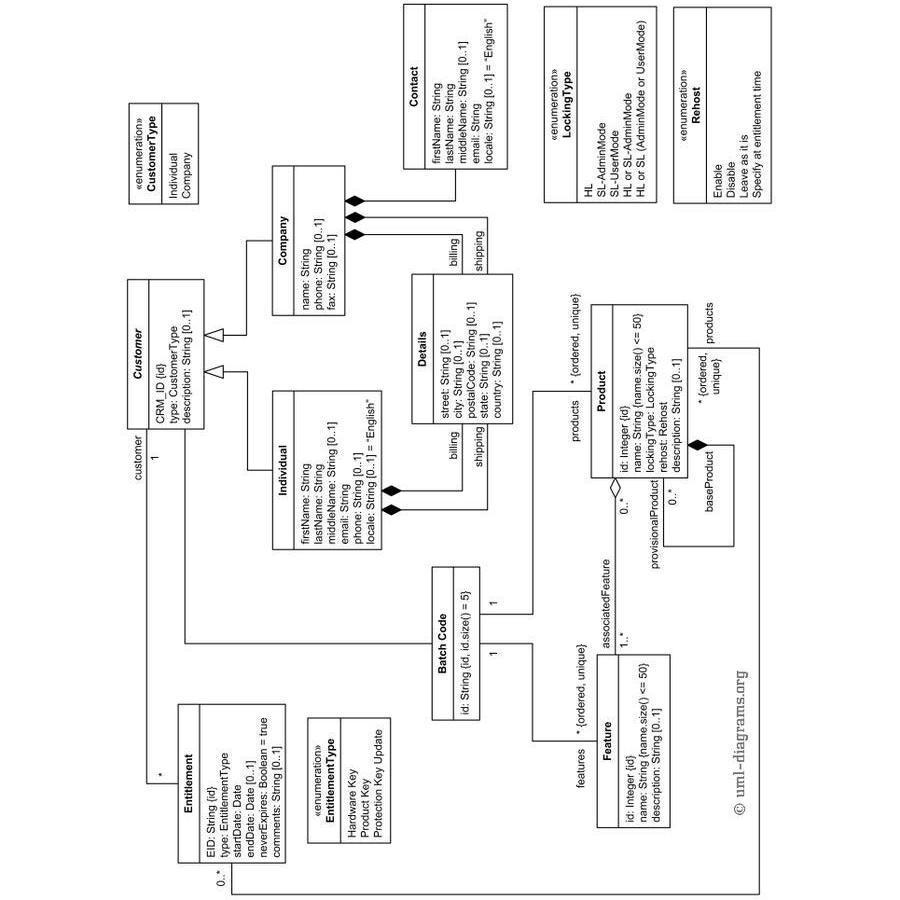 «enumeration»
EntitlementType
Hardware Key
Product Key
Protection Key Update
Entitlement
EID: String {id}
type: EntitlementType
startDate: Date
endDate: Date [0..1]
neverExpires: Boolean = true
comments: String [0..1]
0..*
*
customer
1
Customer
CRM_ID {id}
type: CustomerType
description: String [0..1]
«enumeration»
CustomerType
Individual
Company
Individual
firstName: String
lastName: String
middleName: String [0..1]
email: String
phone: String [0..1]
locale: String [0..1] = "English"
Company
name: String
phone: String [0..1]
fax: String [0..1]
billing
shipping
Details
street: String [0..1]
city: String [0..1]
postalCode: String [0..1]
state: String [0..1]
country: String [0..1]
billing
shipping
Contact
firstName: String
lastName: String
middleName: String [0..1]
email: String
locale: String [0..1] = "English"
Batch Code
id: String {id, id.size() = 5}
1
1
features
* {ordered, unique}
products
* {ordered, unique}
Feature
id: Integer {id}
name: String {name.size() <= 50}
description: String [0..1]
associatedFeature
1..*
0..*
Product
id: Integer {id}
name: String {name.size() <= 50}
lockingType: LockingType
rehost: Rehost
description: String [0..1]
provisionalProduct
0..*
baseProduct
* {ordered,
unique}
products
«enumeration»
LockingType
HL
SL-AdminMode
SL-UserMode
HL or SL-AdminMode
HL or SL (AdminMode or UserMode)
«enumeration»
Rehost
Enable
Disable
Leave as it is
Specify at entitlement time
© uml-diagrams.org